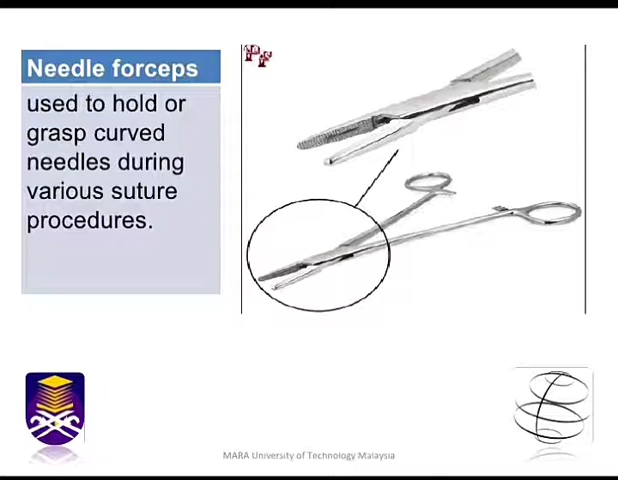 Needle forceps
used to hold or
grasp curved
needles during
various suture
procedures.
MARA University of Technology Malaysia